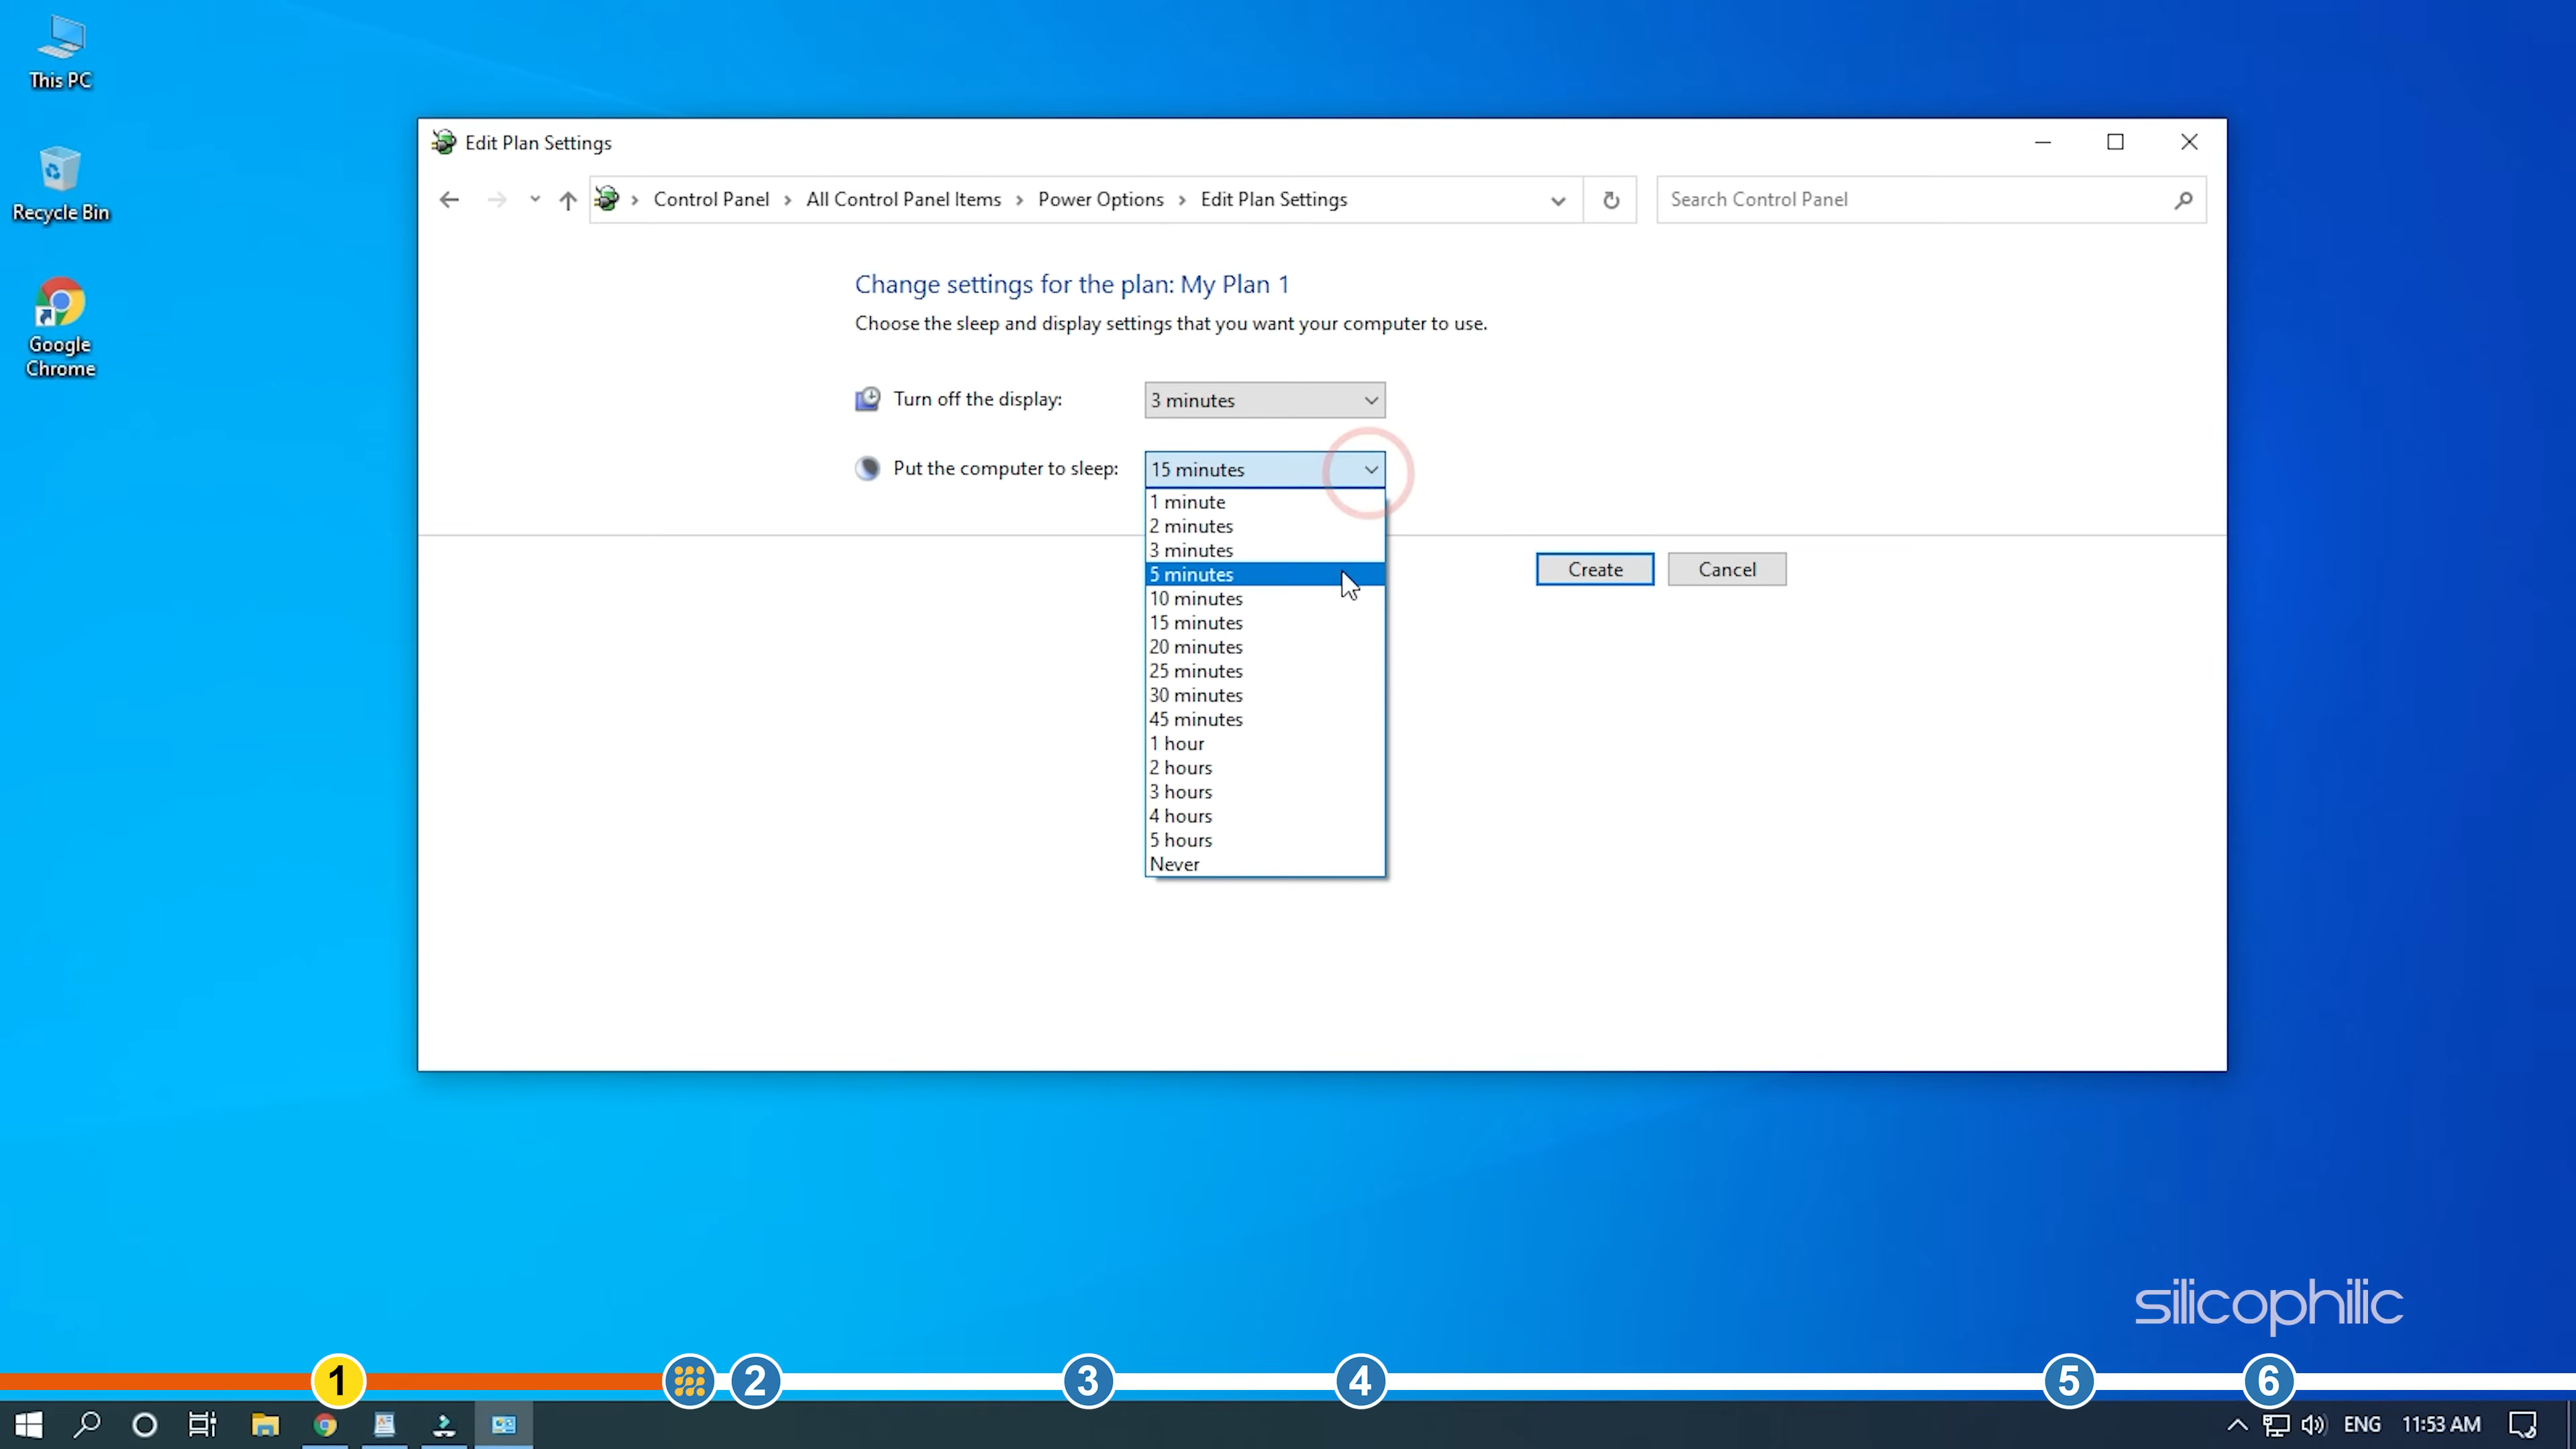 This PC
Recycle Bin
Google
Chrome
Edit Plan Settings
Control Panel
All Control Panel Items
Power Options
Edit Plan Settings
Search Control Panel
Change settings for the plan: My Plan 1
Choose the sleep and display settings that you want your computer to use.
Turn off the display:
3 minutes
Put the computer to sleep:
15 minutes
1 minute
2 minutes
3 minutes
5 minutes
10 minutes
15 minutes
20 minutes
25 minutes
30 minutes
45 minutes
1 hour
2 hours
3 hours
4 hours
5 hours
Never
Create
Cancel
silicophilic
1
2
3
4
5
6
ENG
11:53 AM